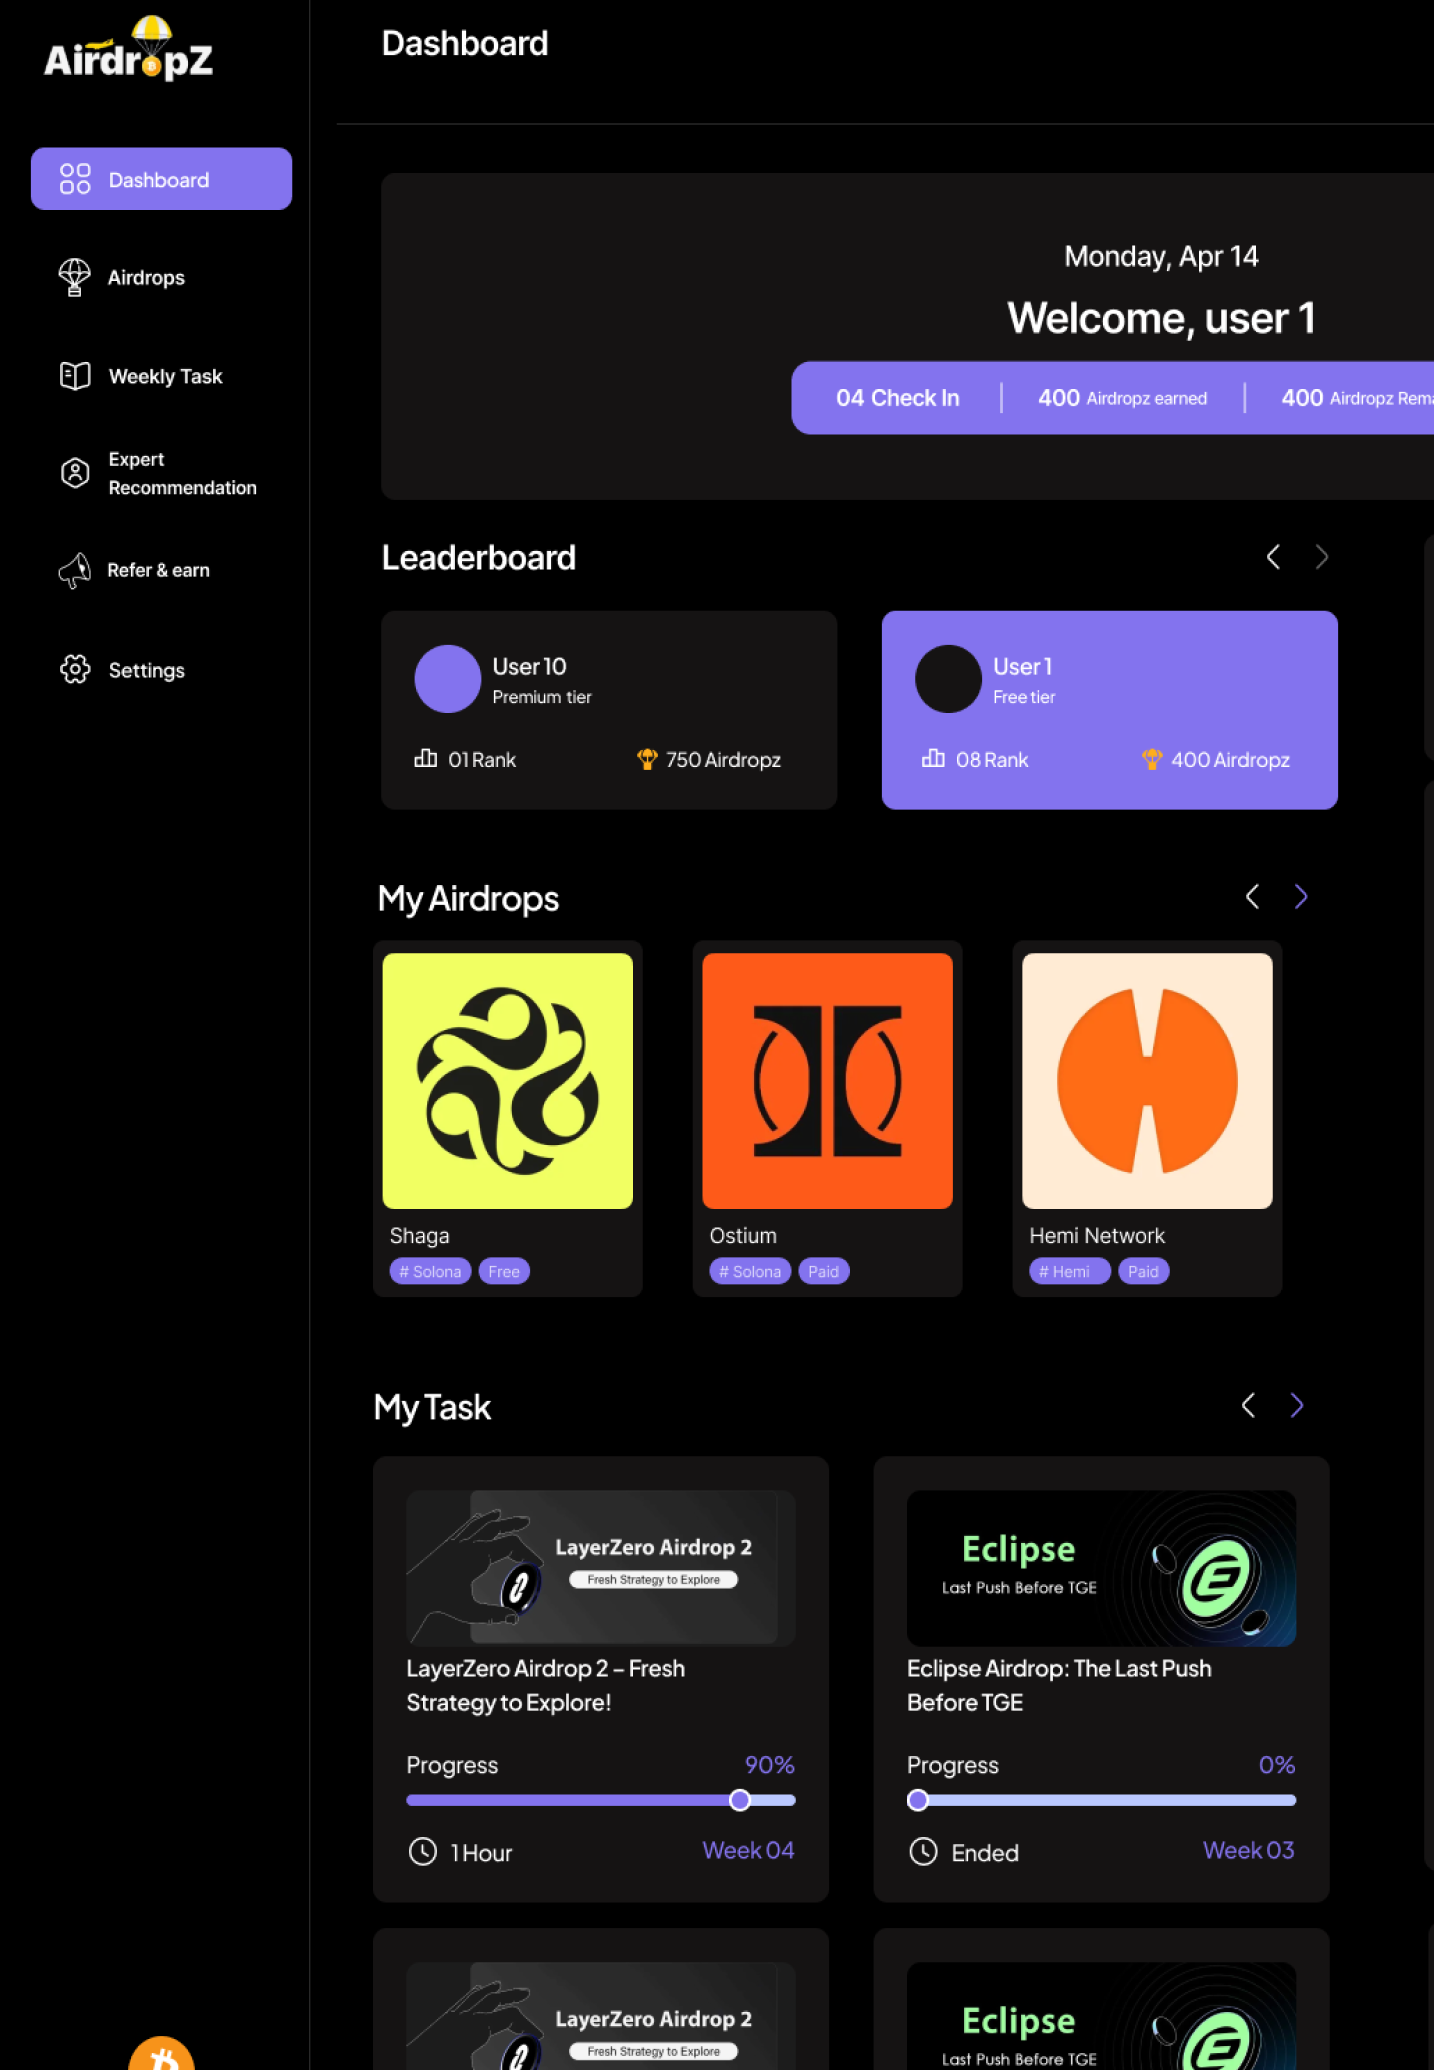 AirdropZ
Dashboard
Dashboard
Airdrops
Weekly Task
Expert
Recommendation
Refer & earn
Settings
Monday, Apr 14
Welcome, user 1
04 Check In
400 Airdropz earned
400 Airdropz
Leaderboard
User 10
Premium tier
01 Rank
750 Airdropz
User 1
Free tier
08 Rank
400 Airdropz
My Airdrops
Shaga
# Solona
Free
Ostium
# Solona
Paid
Hemi Network
# Hemi
Paid
My Task
LayerZero Airdrop 2
Fresh Strategy to Explore
LayerZero Airdrop 2 – Fresh
Strategy to Explore!
Progress
90%
1 Hour
Week 04
Eclipse
Last Push Before TGE
Eclipse Airdrop: The Last Push
Before TGE
Progress
0%
Ended
Week 03
LayerZero Airdrop 2
Fresh Strategy to Explore
Eclipse
Last Push Before TGE